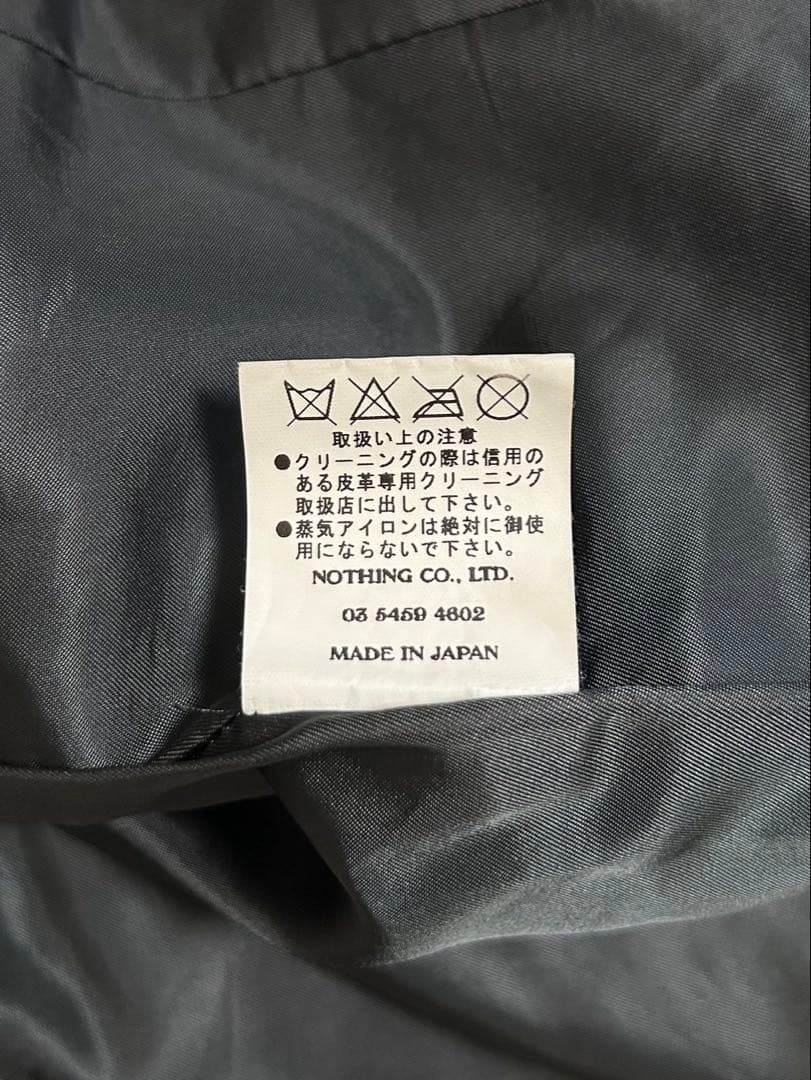 取扱い上の注意
●クリーニングの際は信用の
ある皮革専用クリーニング
取扱店に出して下さい。
●蒸気アイロンは絶対に御使
用にならないで下さい。
NOTHING CO., LTD.
03 5459 4602
MADE IN JAPAN